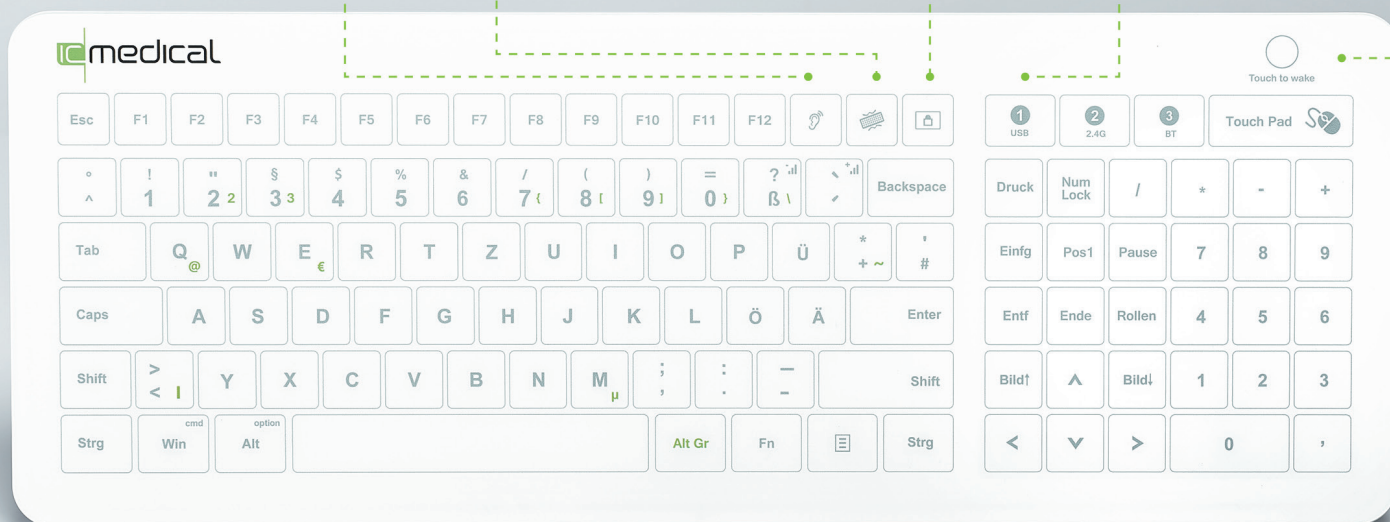 IC medical
Touch to wake
Esc F1 F2 F3 F4 F5 F6 F7 F8 F9 F10 F11 F12 1 USB 2 2,4G 3 BT Touch Pad
° ^ ! 1 " 2 2 § 3 3 $ 4 % 5 & 6 / 7 { ( 8 [ ) 9 ] = 0 } ? - ß \ ` + ´ Backspace Druck Num Lock / * - +
Tab Q @ W E € R T Z U I O P Ü * + ~ ' # Einfg Pos1 Pause 7 8 9
Caps A S D F G H J K L Ö Ä Enter Entf Ende Rollen 4 5 6
Shift > < | Y X C V B N M µ ; , : . — - Shift Bild↑ ∧ Bild↓ 1 2 3
Strg Win cmd Alt option Alt Gr Fn Strg < ∨ > 0 ,